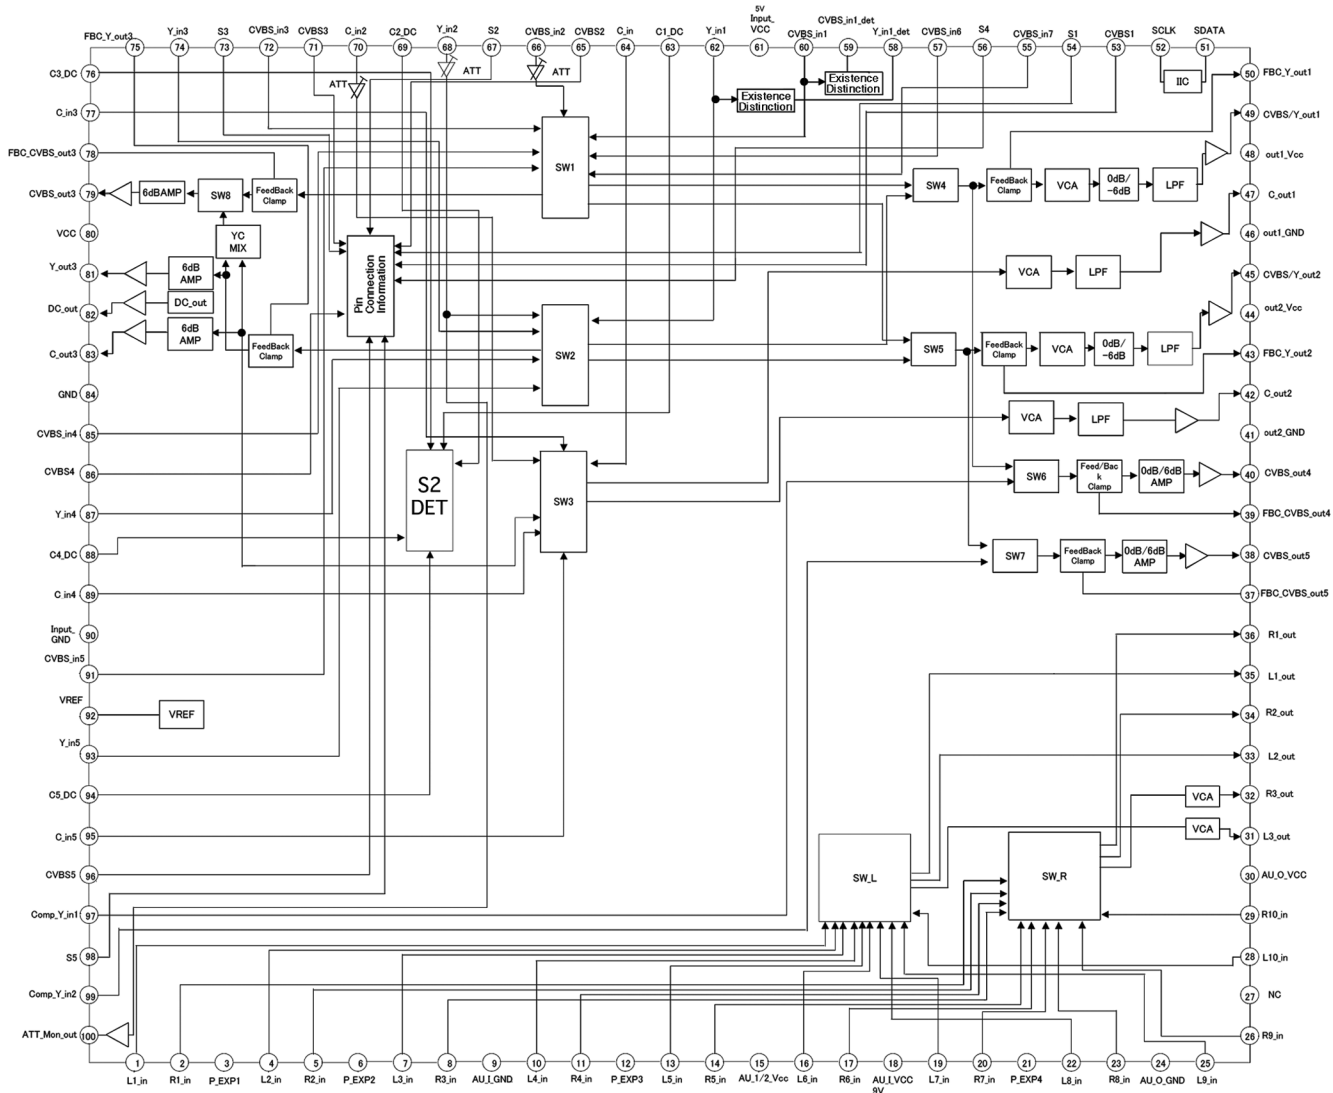 FBC_Y_out3
Y_in3
S3
CVBS_in3
CVBS3
C_in2
C2_DC
Y_in2
S2
CVBS_in2
CVBS2
C_in
C1_DC
Y_in1
5V
Input_
VCC
CVBS_in1
CVBS_in1_det
Y_in1_det
CVBS_in6
S4
CVBS_in7
S1
CVBS1
SCLK
SDATA
75
74
73
72
71
70
69
68
67
66
65
64
63
62
61
60
59
58
57
56
55
54
53
52
51
C3_DC
76
C_in3
77
FBC_CVBS_out3
78
CVBS_out3
79
VCC
80
Y_out3
81
DC_out
82
C_out3
83
GND
84
CVBS_in4
85
CVBS4
86
Y_in4
87
C4_DC
88
C_in4
89
Input_
GND
90
CVBS_in5
91
VREF
92
Y_in5
93
C5_DC
94
C_in5
95
CVBS5
96
Comp_Y_in1
97
S5
98
Comp_Y_in2
99
ATT_Mon_out
100
ATT
ATT
ATT
Existence
Distinction
Existence
Distinction
IIC
6dBAMP
SW8
FeedBack
Clamp
YC
MIX
6dB
AMP
DC_out
6dB
AMP
FeedBack
Clamp
VREF
Pin
Connection
Information
SW1
SW2
S2
DET
SW3
SW4
FeedBack
Clamp
VCA
0dB/
-6dB
LPF
VCA
LPF
SW5
FeedBack
Clamp
VCA
0dB/
-6dB
LPF
VCA
LPF
SW6
Feed/Bac
k
Clamp
0dB/6dB
AMP
SW7
FeedBack
Clamp
0dB/6dB
AMP
VCA
VCA
SW_L
SW_R
50
FBC_Y_out1
49
CVBS/Y_out1
48
out1_Vcc
47
C_out1
46
out1_GND
45
CVBS/Y_out2
44
out2_Vcc
43
FBC_Y_out2
42
C_out2
41
out2_GND
40
CVBS_out4
39
FBC_CVBS_out4
38
CVBS_out5
37
FBC_CVBS_out5
36
R1_out
35
L1_out
34
R2_out
33
L2_out
32
R3_out
31
L3_out
30
AU_O_VCC
29
R10_in
28
L10_in
27
NC
26
R9_in
1
2
3
4
5
6
7
8
9
10
11
12
13
14
15
16
17
18
19
20
21
22
23
24
25
L1_in
R1_in
P_EXP1
L2_in
R2_in
P_EXP2
L3_in
R3_in
AU_I_GND
L4_in
R4_in
P_EXP3
L5_in
R5_in
AU_1/2_Vcc
L6_in
R6_in
AU_I_VCC
9V
L7_in
R7_in
P_EXP4
L8_in
R8_in
AU_O_GND
L9_in